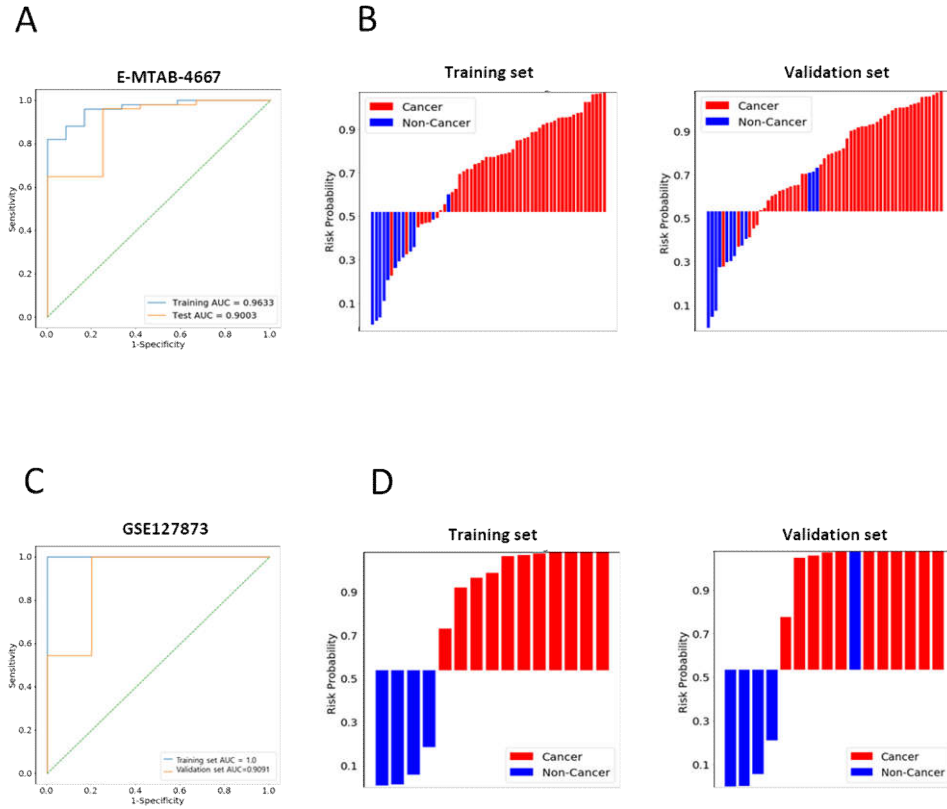 A
B
E-MTAB-4667
Training set
Validation set
1.0
0.8
0.6
0.4
0.2
0.0
Sensitivity
Training AUC = 0.9633
Test AUC = 0.9003
0.0 0.2 0.4 0.6 0.8 1.0
1-Specificity
Cancer
Non-Cancer
0.9
0.7
0.5
0.3
0.1
Risk Probability
Cancer
Non-Cancer
0.9
0.7
0.5
0.3
0.1
Risk Probability
C
D
GSE127873
Training set
Validation set
1.0
0.8
0.6
0.4
0.2
0.0
Sensitivity
Training set AUC = 1.0
Validation set AUC=0.9091
0.0 0.2 0.4 0.6 0.8 1.0
1-Specificity
0.9
0.7
0.5
0.3
0.1
Risk Probability
Cancer
Non-Cancer
0.9
0.7
0.5
0.3
0.1
Risk Probability
Cancer
Non-Cancer